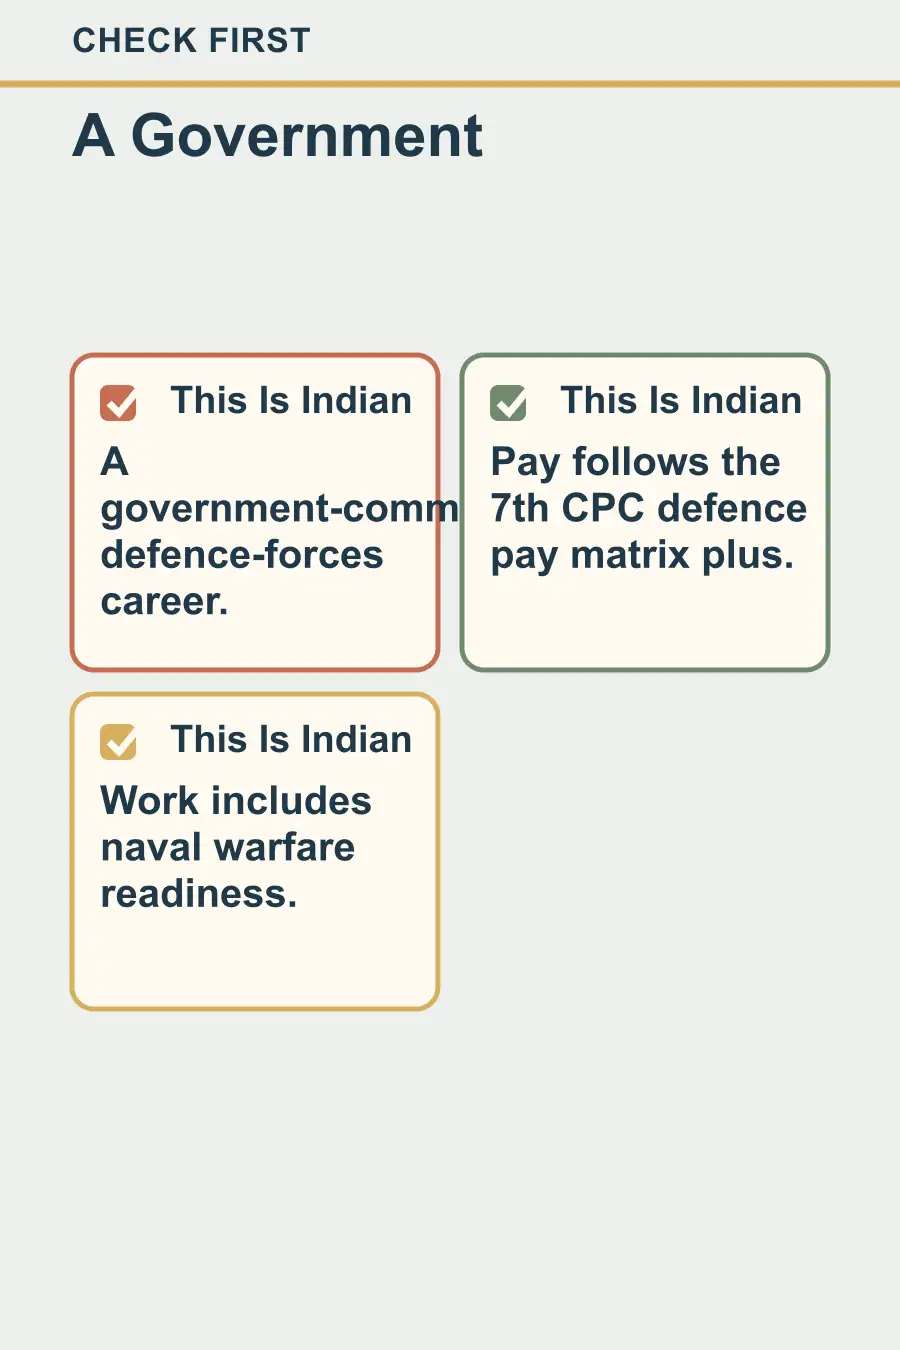 CHECK FIRST
A Government
This Is Indian
A
government-comm
defence-forces
career.
This Is Indian
Pay follows the
7th CPC defence
pay matrix plus.
This Is Indian
Work includes
naval warfare
readiness.